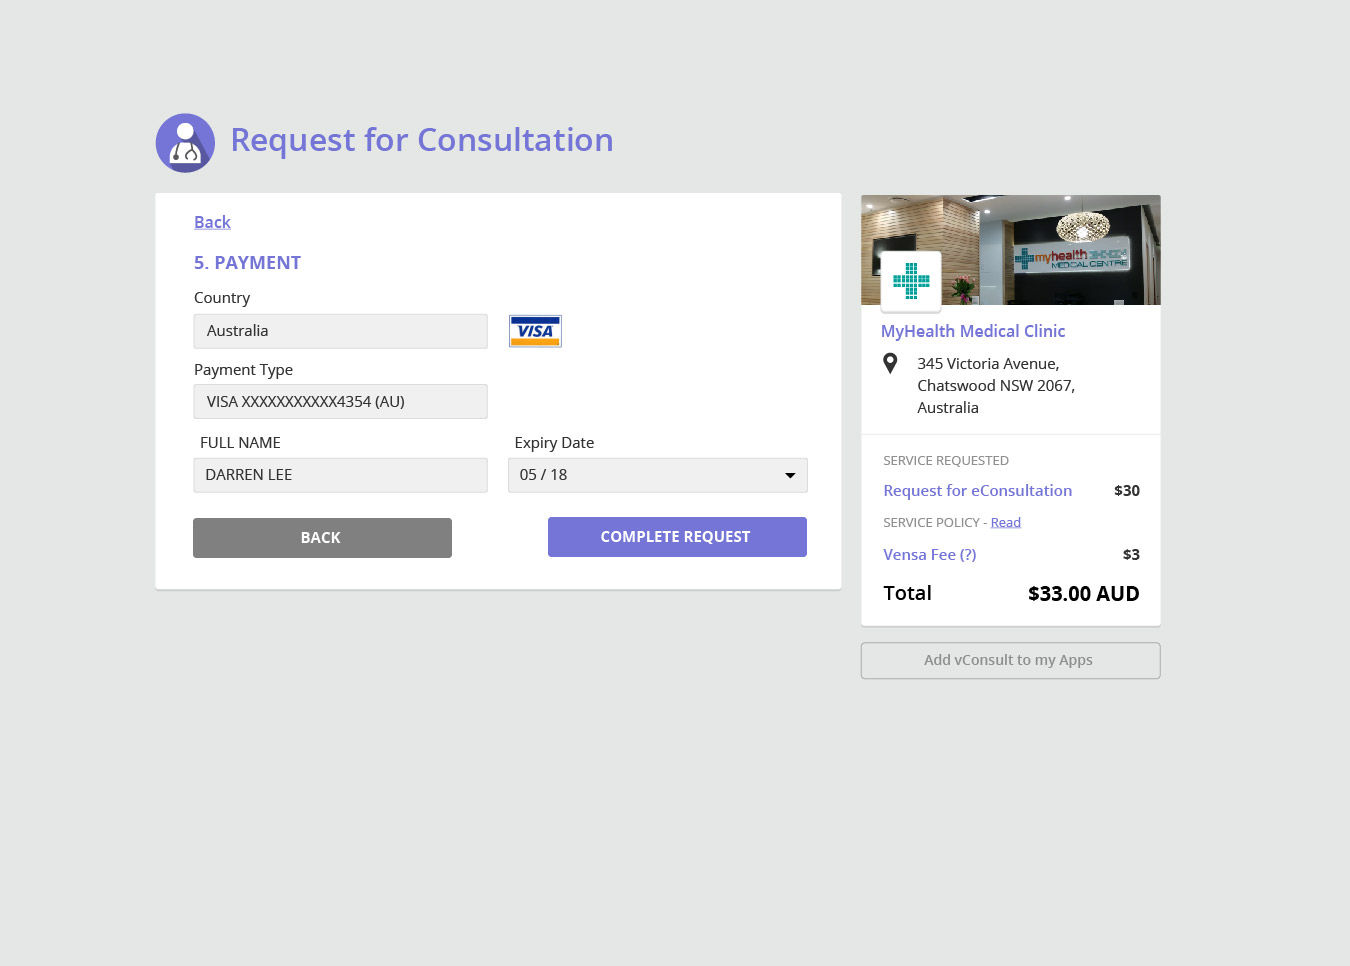 Request for Consultation
Back
5. PAYMENT
Country
Australia
VISA
Payment Type
VISA XXXXXXXXXXX4354 (AU)
FULL NAME
Expiry Date
DARREN LEE
05 / 18
BACK
COMPLETE REQUEST
myhealth
MEDICAL CENTRE
MyHealth Medical Clinic
345 Victoria Avenue,
Chatswood NSW 2067,
Australia
SERVICE REQUESTED
Request for eConsultation $30
SERVICE POLICY - Read
Vensa Fee (?) $3
Total $33.00 AUD
Add vConsult to my Apps